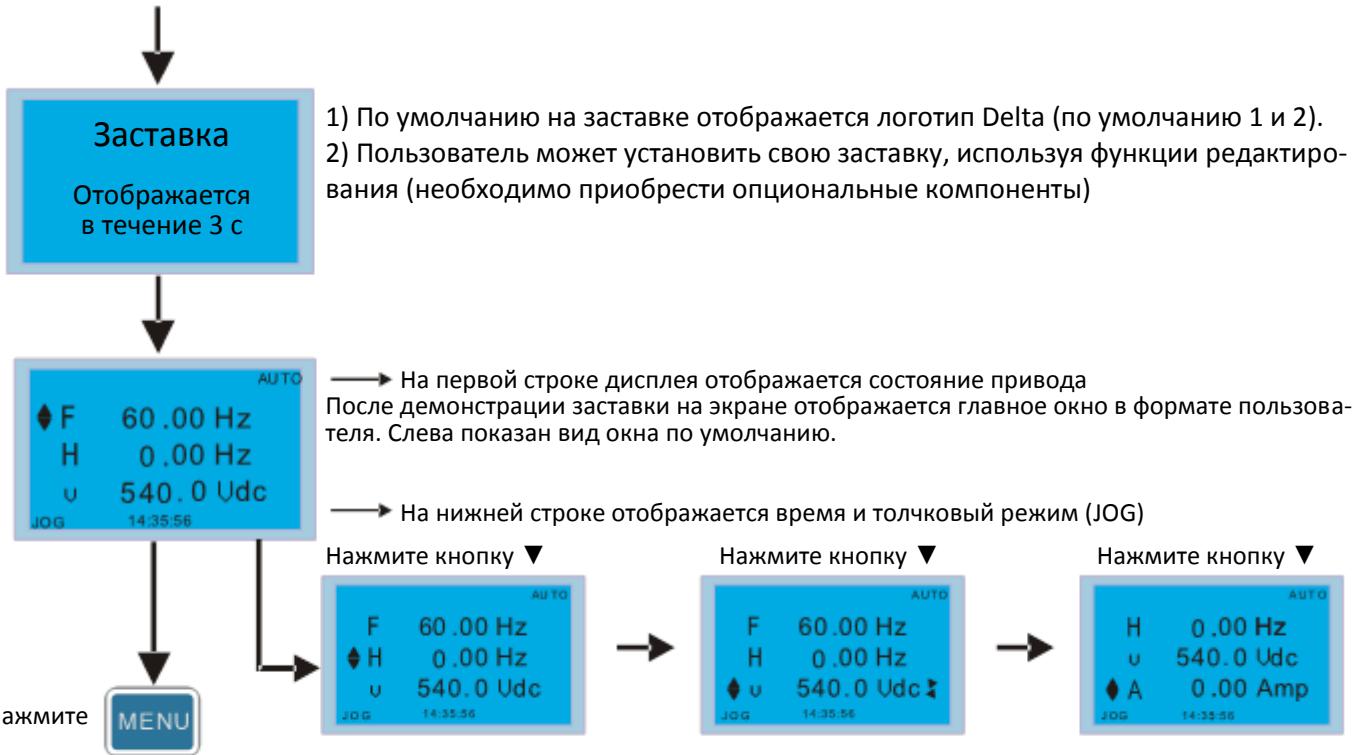 Заставка
Отображается
в течение 3 с
1) По умолчанию на заставке отображается логотип Delta (по умолчанию 1 и 2).
2) Пользователь может установить свою заставку, используя функции редактиро-
вания (необходимо приобрести опциональные компоненты)
AUTO
F 60.00 Hz
H 0.00 Hz
u 540.0 Vdc
JOG 14:35:56
На первой строке дисплея отображается состояние привода
После демонстрации заставки на экране отображается главное окно в формате пользова-
теля. Слева показан вид окна по умолчанию.
На нижней строке отображается время и толчковый режим (JOG)
Нажмите кнопку ▼
AUTO
F 60.00 Hz
H 0.00 Hz
u 540.0 Vdc
JOG 14:35:56
Нажмите кнопку ▼
AUTO
F 60.00 Hz
H 0.00 Hz
u 540.0 Vdc
JOG 14:35:56
Нажмите кнопку ▼
AUTO
H 0.00 Hz
u 540.0 Vdc
A 0.00 Amp
JOG 14:35:56
ажмите
MENU